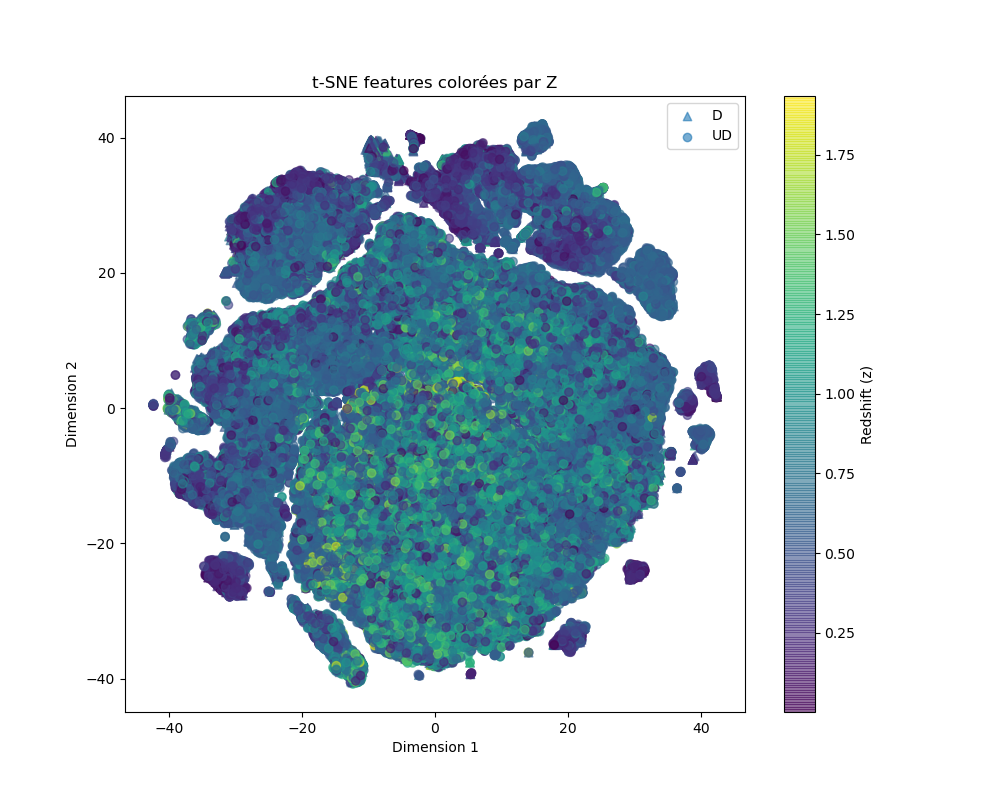 t-SNE features colorées par Z
D
UD
40
20
0
−20
−40
Dimension 2
−40
−20
0
20
40
Dimension 1
1.75
1.50
1.25
1.00
0.75
0.50
0.25
Redshift (z)